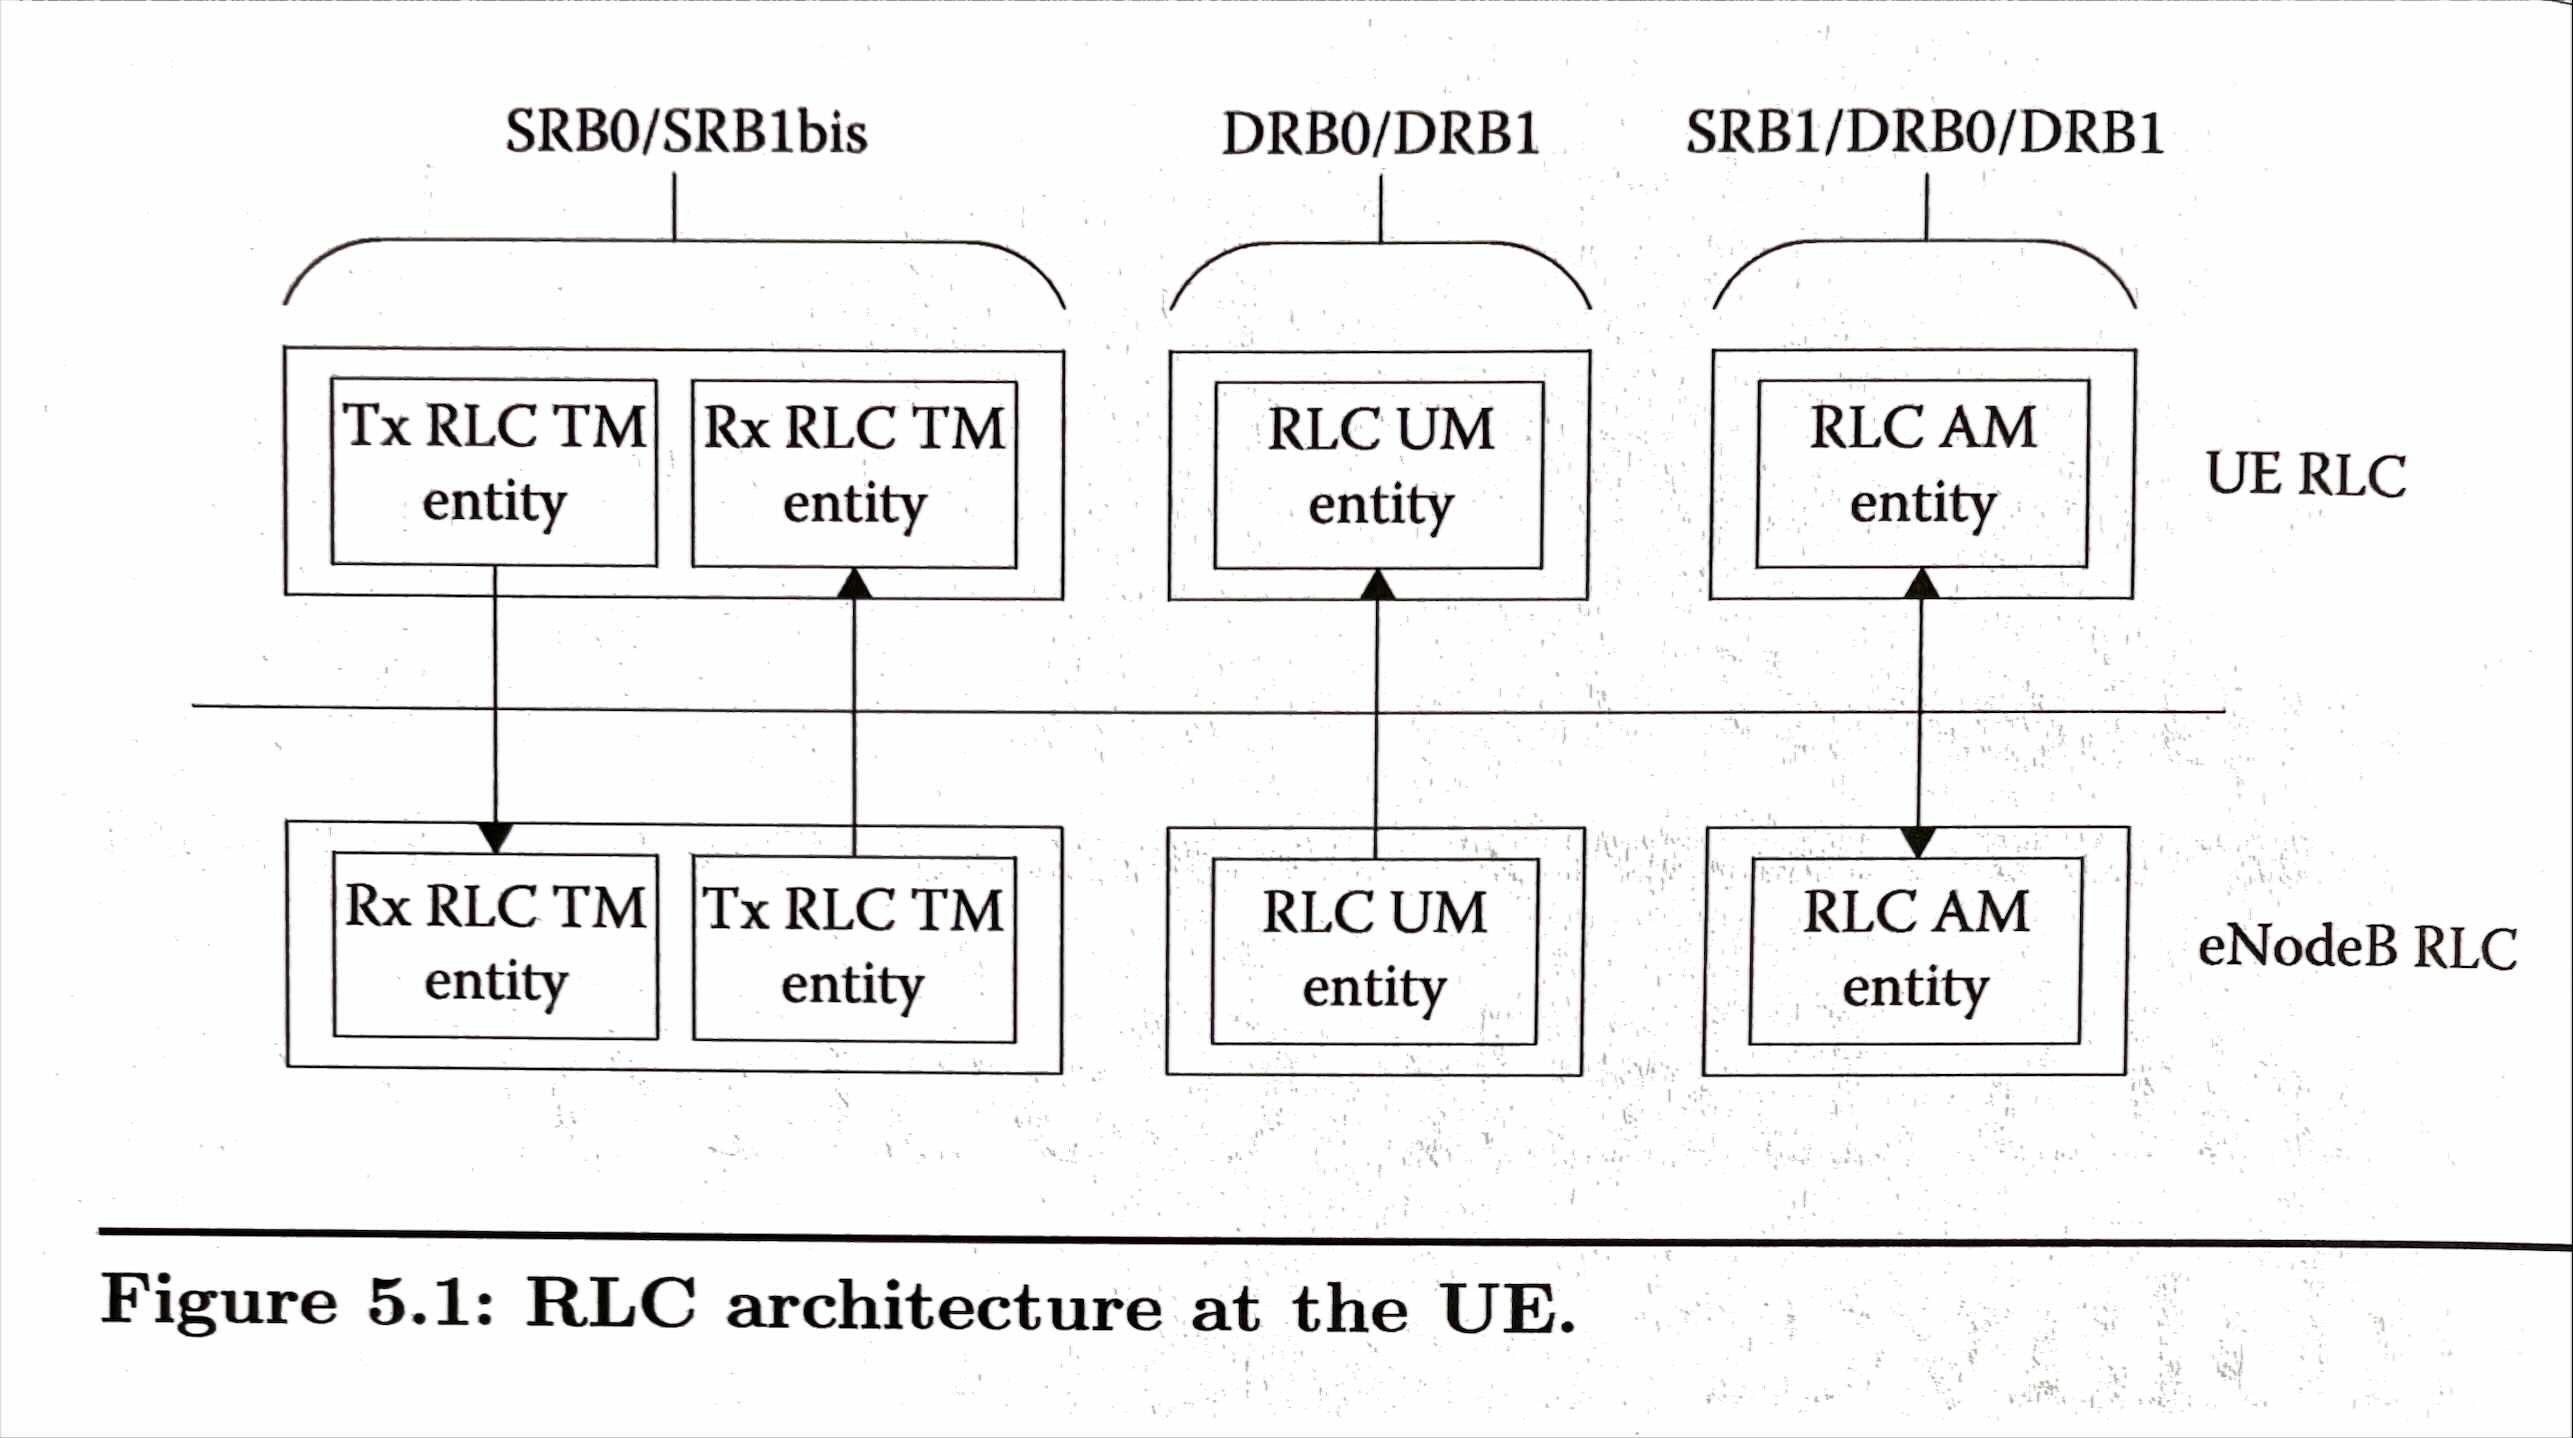 SRB0/SRB1bis
DRB0/DRB1
SRB1/DRB0/DRB1
Tx RLC TM
entity
Rx RLC TM
entity
RLC UM
entity
RLC AM
entity
UE RLC
Rx RLC TM
entity
Tx RLC TM
entity
RLC UM
entity
RLC AM
entity
eNodeB RLC
Figure 5.1: RLC architecture at the UE.